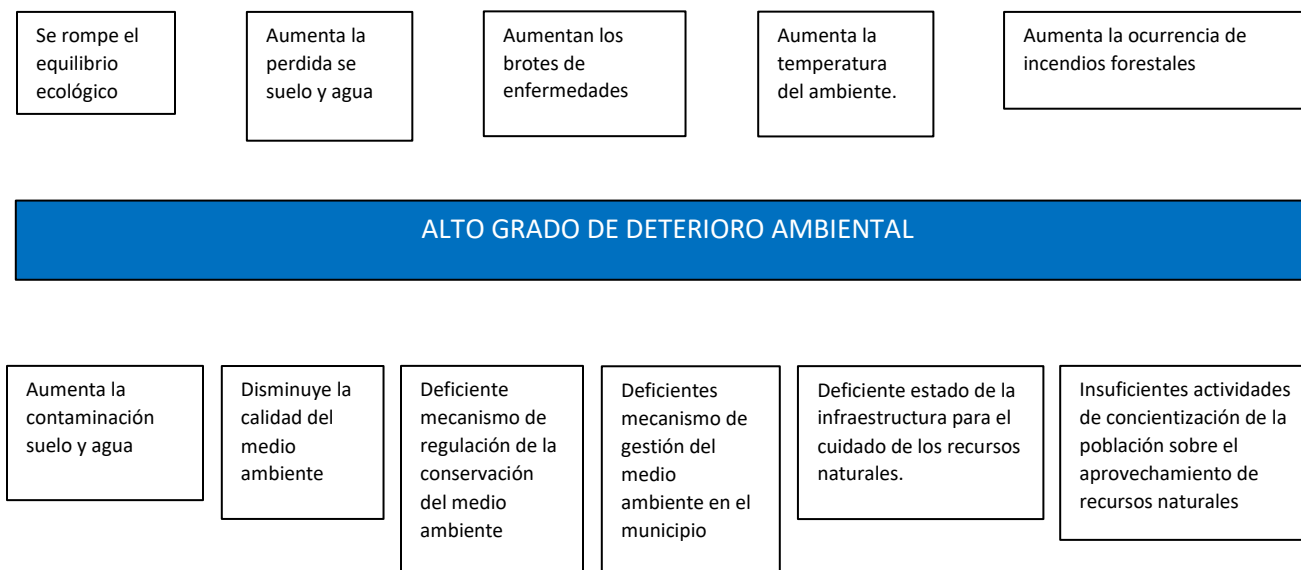 Se rompe el
equilibrio
ecológico
Aumenta la
perdida se
suelo y agua
Aumentan los
brotes de
enfermedades
Aumenta la
temperatura
del ambiente.
Aumenta la ocurrencia de
incendios forestales
ALTO GRADO DE DETERIORO AMBIENTAL
Aumenta la
contaminación
suelo y agua
Disminuye la
calidad del
medio
ambiente
Deficiente
mecanismo de
regulación de la
conservación
del medio
ambiente
Deficientes
mecanismo de
gestión del
medio
ambiente en el
municipio
Deficiente estado de la
infraestructura para el
cuidado de los recursos
naturales.
Insuficientes actividades
de concientización de la
población sobre el
aprovechamiento de
recursos naturales